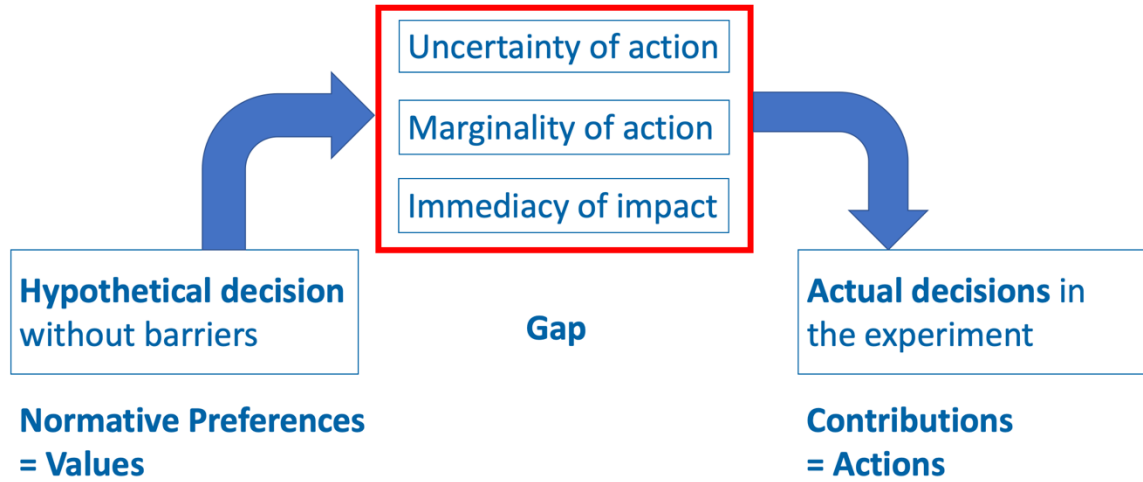 Uncertainty of action
Marginality of action
Immediacy of impact
Hypothetical decision
without barriers
Gap
Actual decisions in
the experiment
Normative Preferences
= Values
Contributions
= Actions